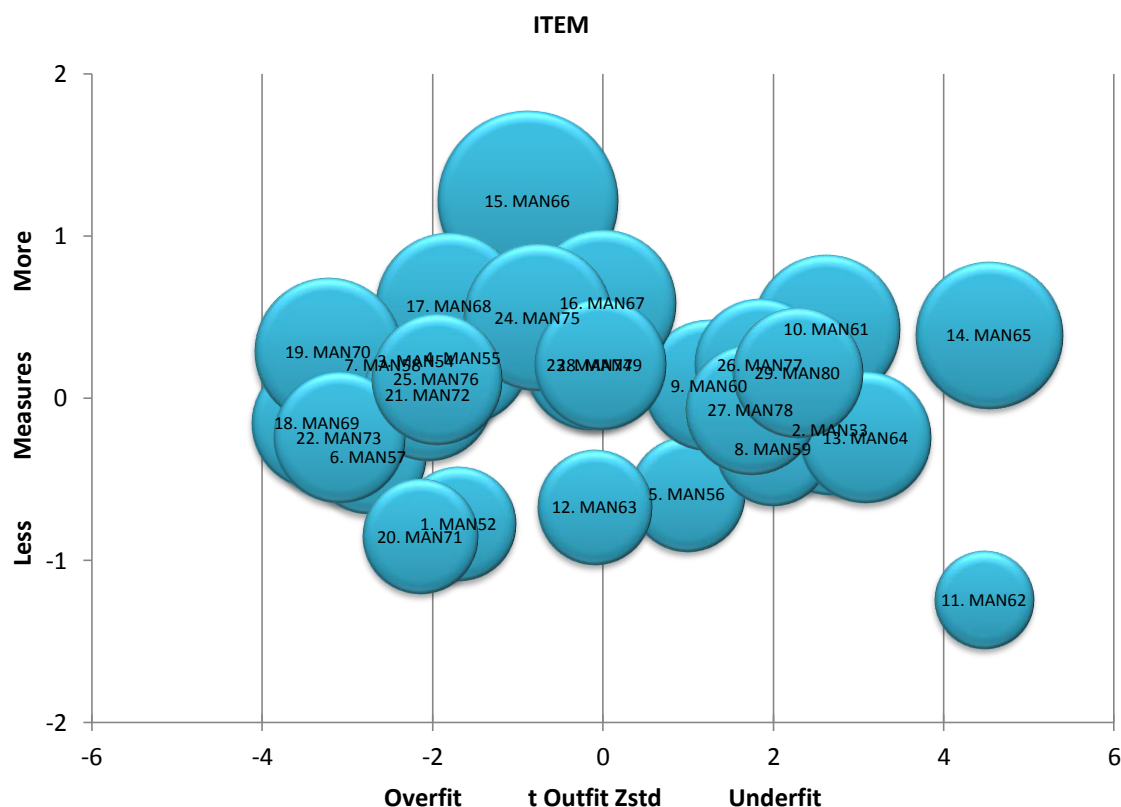 ITEM
2
15. MAN66
1
More
17. MAN68
16. MAN67
24. MAN75
10. MAN61
14. MAN65
19. MAN70
4. MAN55
26. MAN77
29. MAN80
25. MAN76
9. MAN60
0
Measures
21. MAN72
27. MAN78
18. MAN69
22. MAN73
2. MAN53
13. MAN64
8. MAN59
6. MAN57
5. MAN56
12. MAN63
1. MAN52
20. MAN71
Less
-1
11. MAN62
-2
-6 -4 -2 0 2 4 6
Overfit t Outfit Zstd Underfit